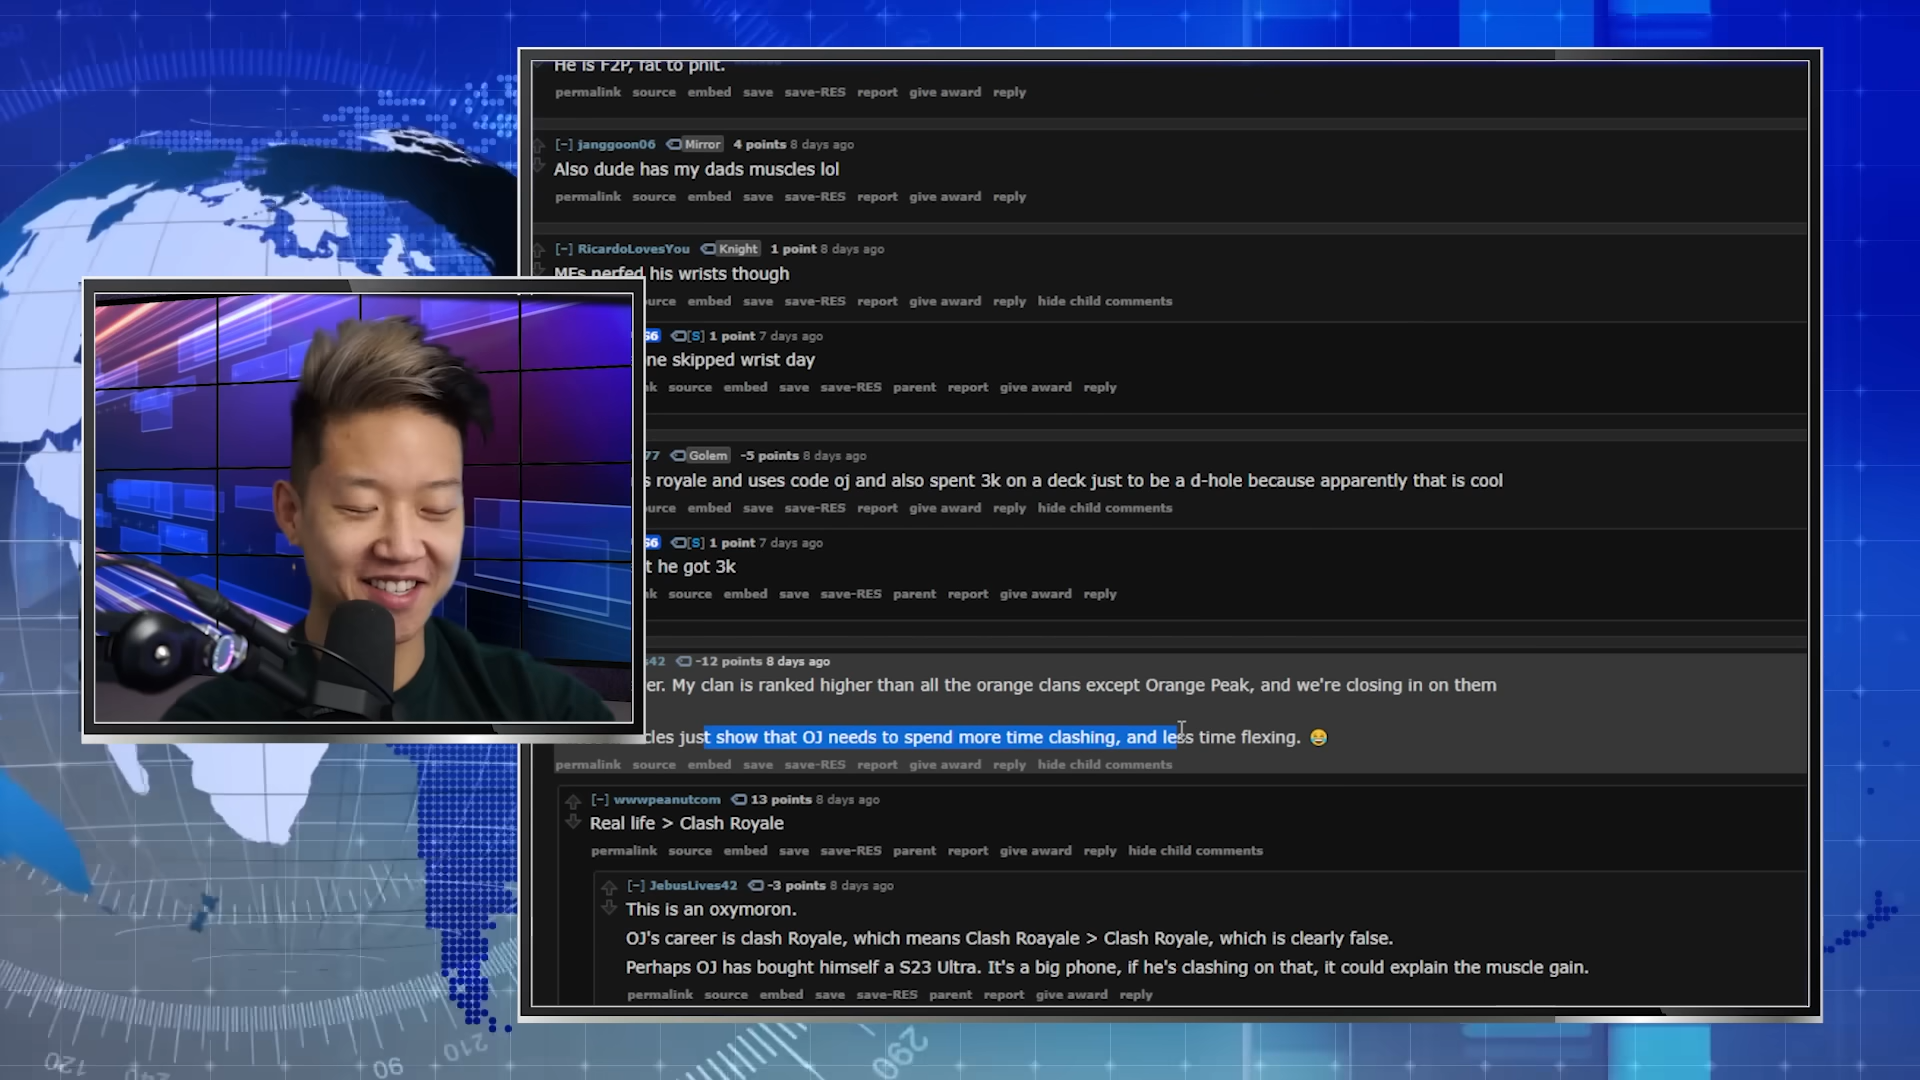 He is F2P, fat to phit.
permalink source embed save save-RES report give award reply
[-] janggoon06 Mirror 4 points 8 days ago
Also dude has my dads muscles lol
permalink source embed save save-RES report give award reply
[-] RicardoLovesYou Knight 1 point 8 days ago
MFs nerfed his wrists though
ource embed save save-RES report give award reply hide child comments
S6 [S] 1 point 7 days ago
ne skipped wrist day
nk source embed save save-RES parent report give award reply
77 Golem -5 points 8 days ago
s royale and uses code oj and also spent 3k on a deck just to be a d-hole because apparently that is cool
ource embed save save-RES report give award reply hide child comments
S6 [S] 1 point 7 days ago
t he got 3k
nk source embed save save-RES parent report give award reply
s42 -12 points 8 days ago
er. My clan is ranked higher than all the orange clans except Orange Peak, and we're closing in on them
cles just show that OJ needs to spend more time clashing, and less time flexing. 😂
permalink source embed save save-RES report give award reply hide child comments
[-] wwwpeanutcom 13 points 8 days ago
Real life > Clash Royale
permalink source embed save save-RES parent report give award reply hide child comments
[-] JebusLives42 -3 points 8 days ago
This is an oxymoron.
OJ's career is clash Royale, which means Clash Roayale > Clash Royale, which is clearly false.
Perhaps OJ has bought himself a S23 Ultra. It's a big phone, if he's clashing on that, it could explain the muscle gain.
permalink source embed save save-RES parent report give award reply
120
90
210
290